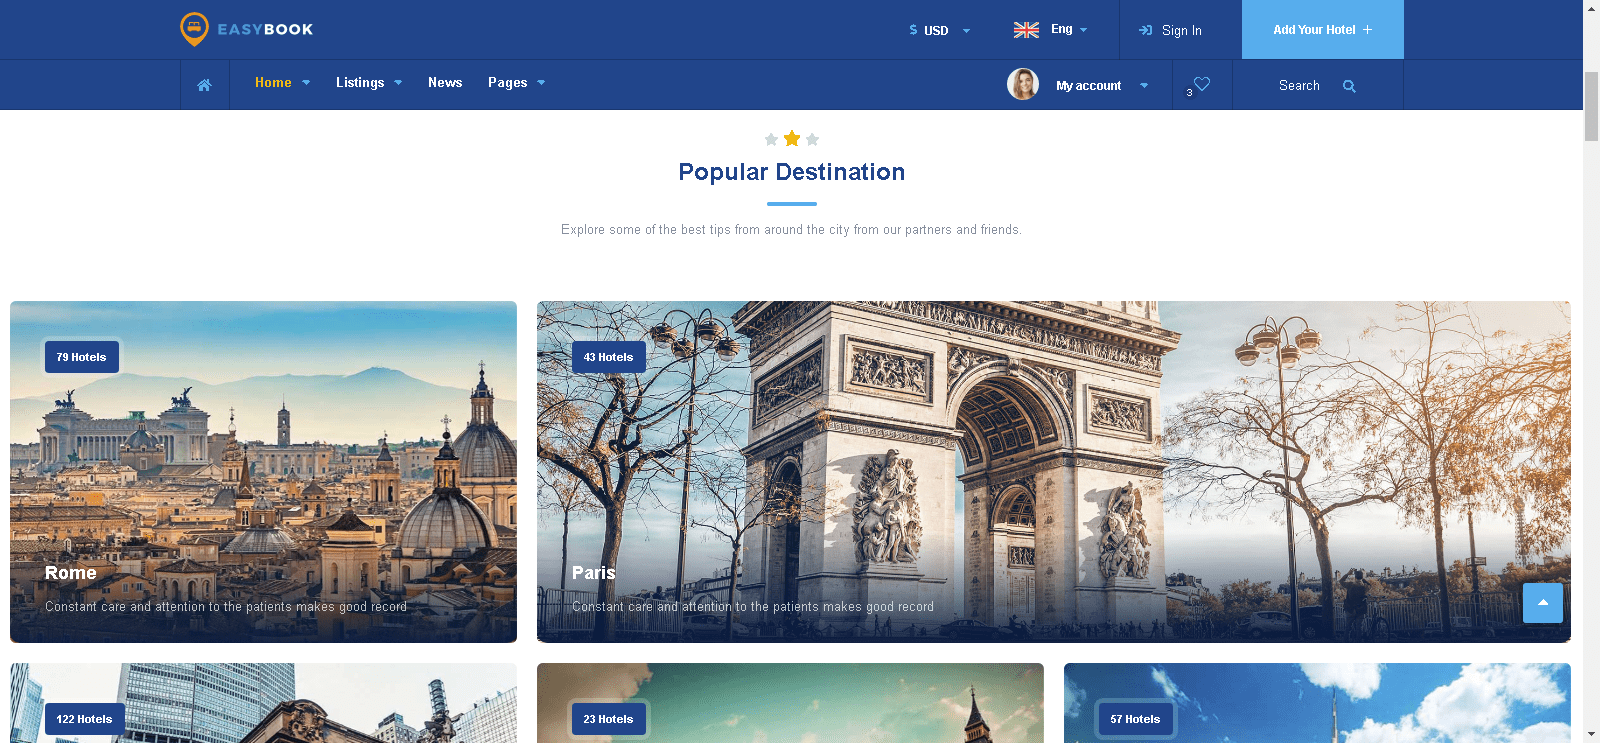 EASYBOOK
$ USD
Eng
Sign In
Add Your Hotel +
Home
Listings
News
Pages
My account
3
Search
Popular Destination
Explore some of the best tips from around the city from our partners and friends.
79 Hotels
Rome
Constant care and attention to the patients makes good record
43 Hotels
Paris
Constant care and attention to the patients makes good record
122 Hotels
23 Hotels
57 Hotels